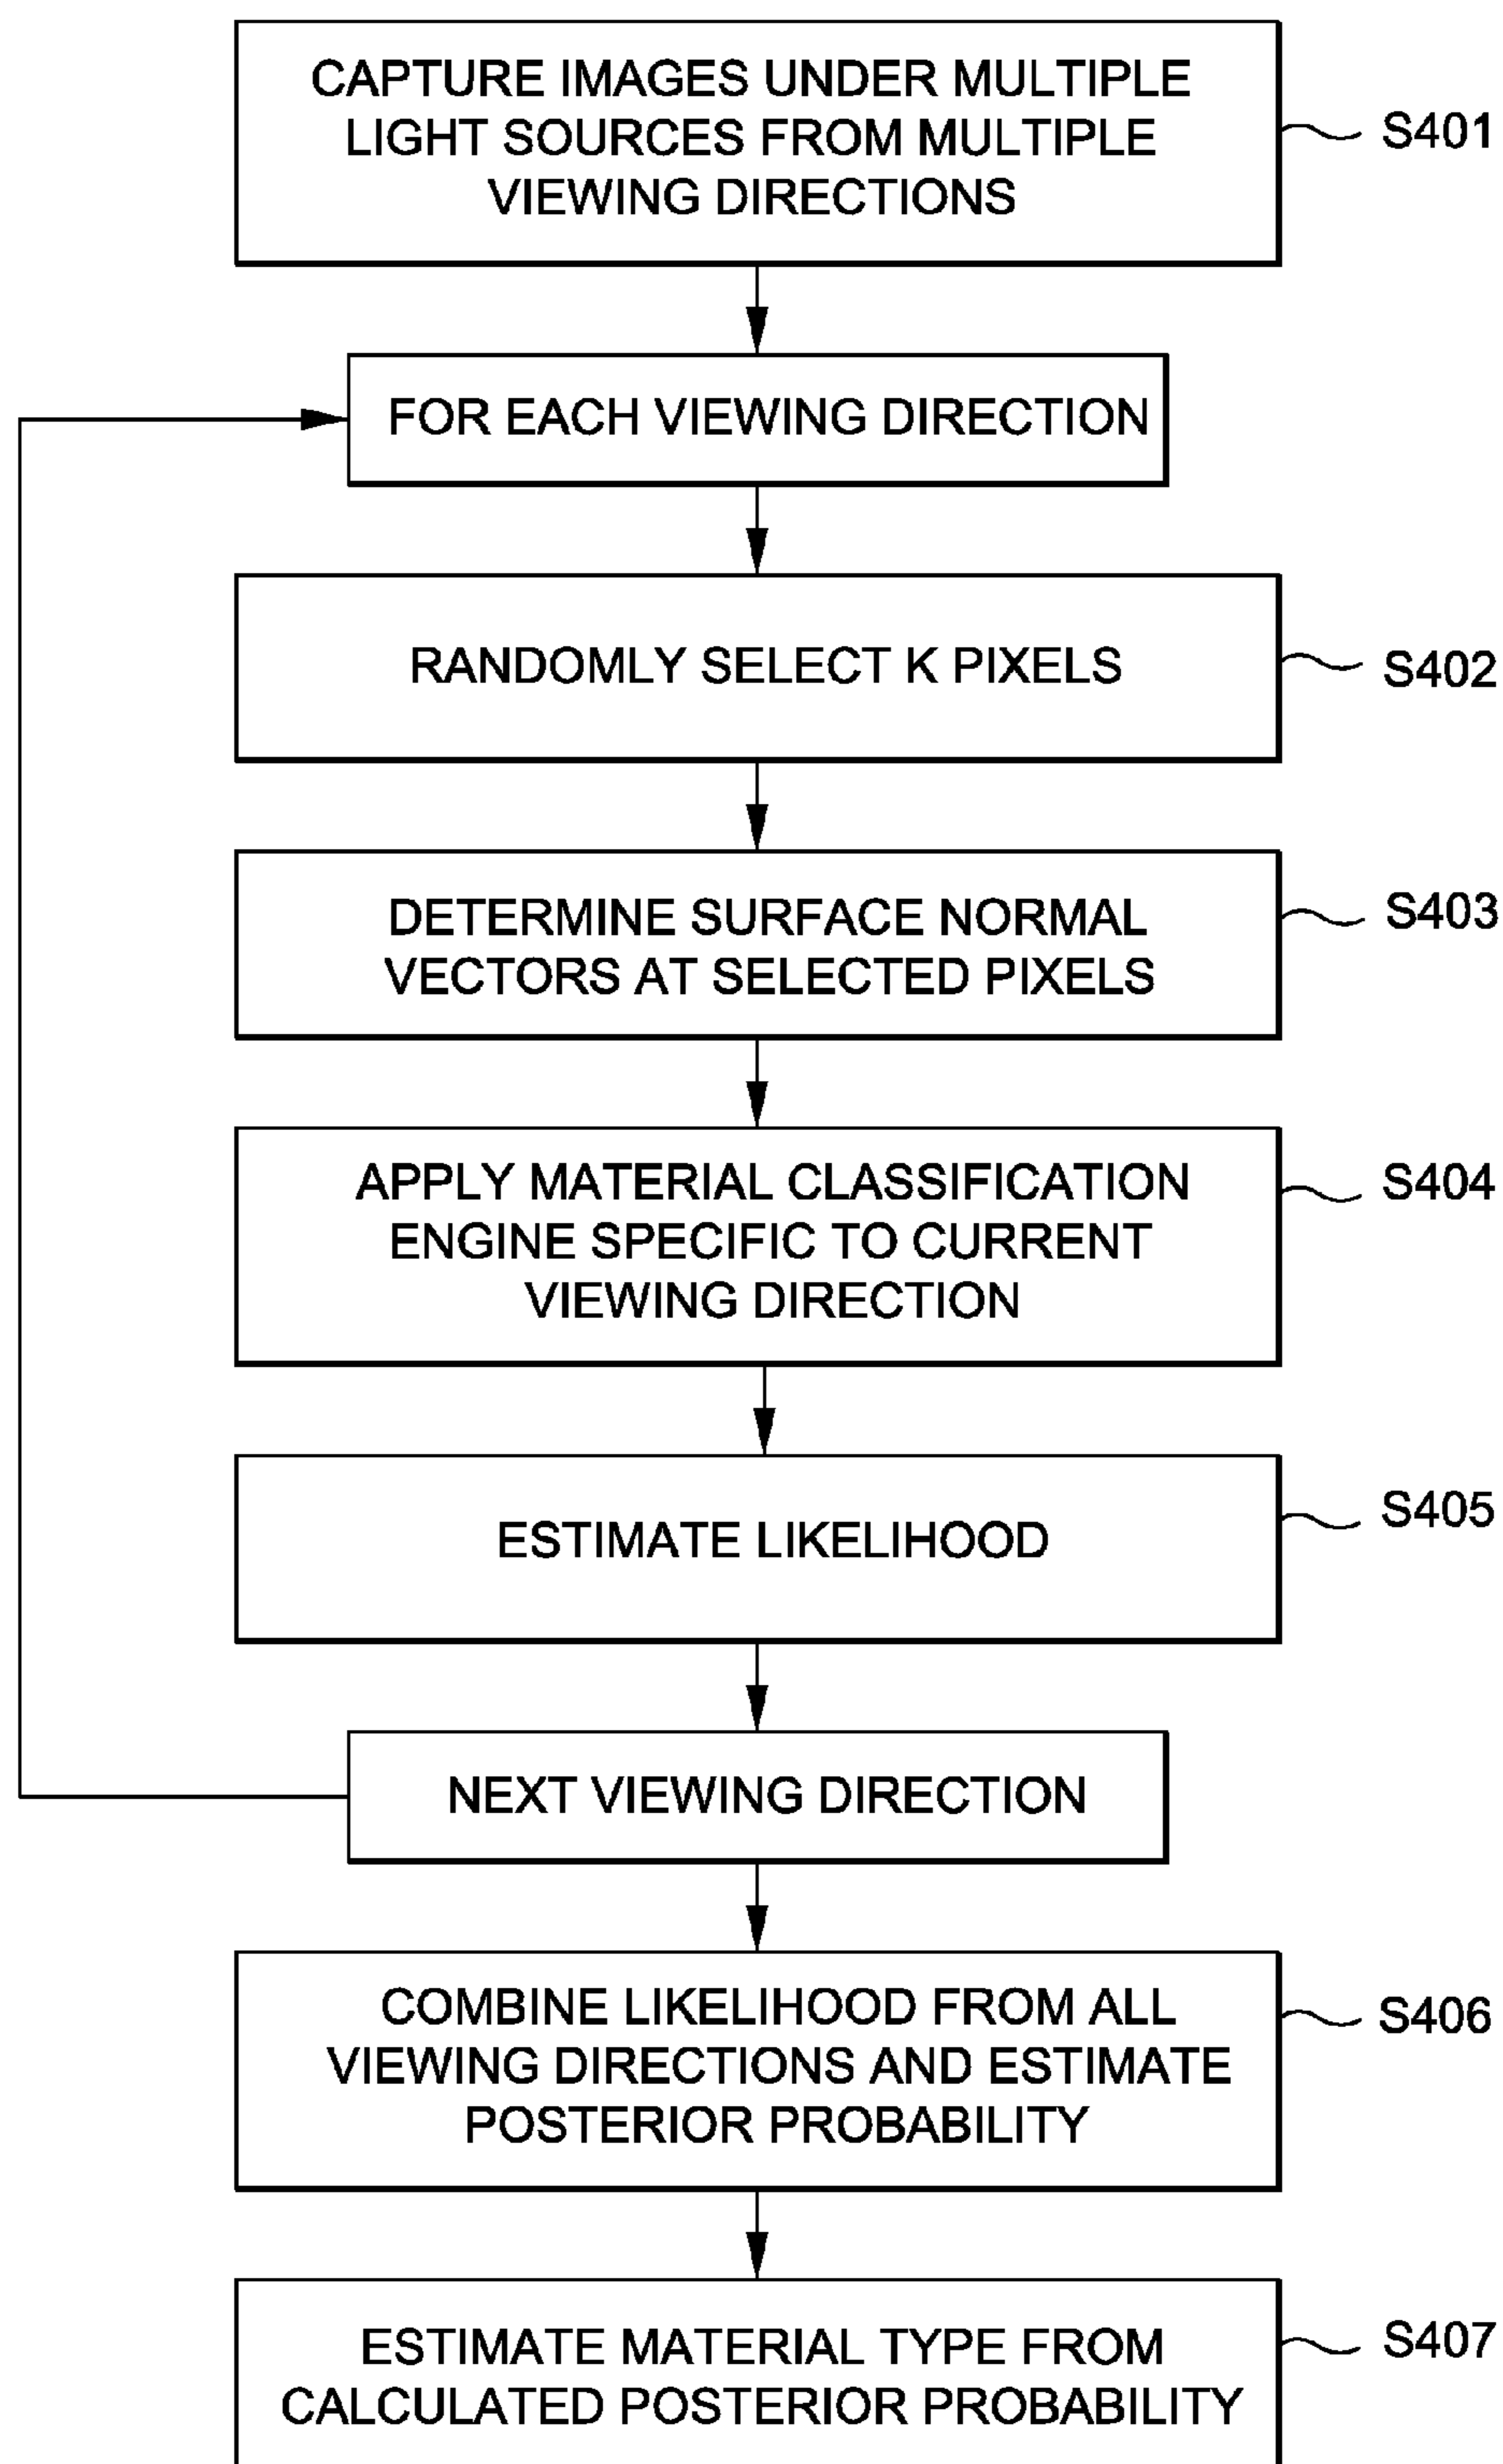 CAPTURE IMAGES UNDER MULTIPLE
LIGHT SOURCES FROM MULTIPLE
VIEWING DIRECTIONS
S401
FOR EACH VIEWING DIRECTION
RANDOMLY SELECT K PIXELS
S402
DETERMINE SURFACE NORMAL
VECTORS AT SELECTED PIXELS
S403
APPLY MATERIAL CLASSIFICATION
ENGINE SPECIFIC TO CURRENT
VIEWING DIRECTION
S404
ESTIMATE LIKELIHOOD
S405
NEXT VIEWING DIRECTION
COMBINE LIKELIHOOD FROM ALL
VIEWING DIRECTIONS AND ESTIMATE
POSTERIOR PROBABILITY
S406
ESTIMATE MATERIAL TYPE FROM
CALCULATED POSTERIOR PROBABILITY
S407